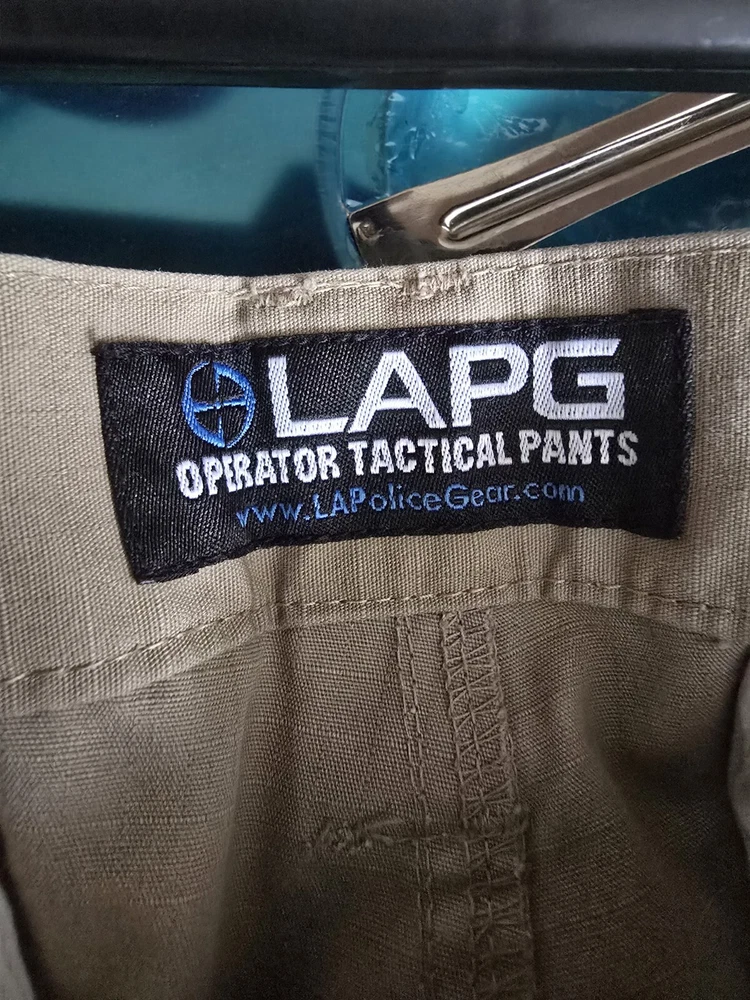 LAPG
OPERATOR TACTICAL PANTS
www.LAPoliceGear.com